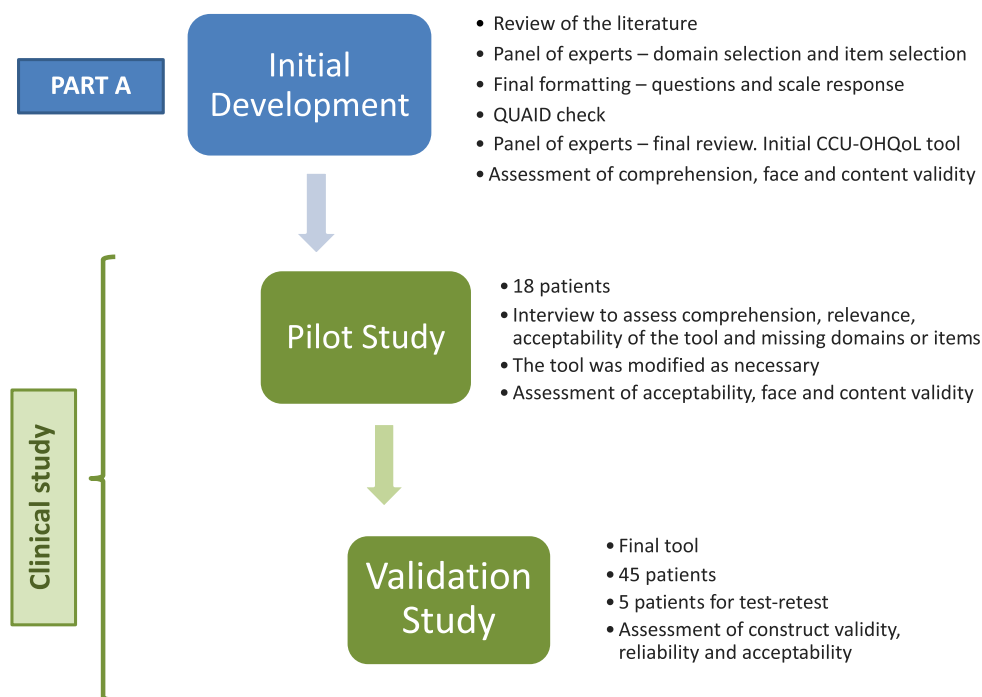 PART A
Initial
Development
• Review of the literature
• Panel of experts – domain selection and item selection
• Final formatting – questions and scale response
• QUAID check
• Panel of experts – final review. Initial CCU-OHQoL tool
• Assessment of comprehension, face and content validity
Clinical study
Pilot Study
• 18 patients
• Interview to assess comprehension, relevance,
acceptability of the tool and missing domains or items
• The tool was modified as necessary
• Assessment of acceptability, face and content validity
Validation
Study
• Final tool
• 45 patients
• 5 patients for test-retest
• Assessment of construct validity,
reliability and acceptability